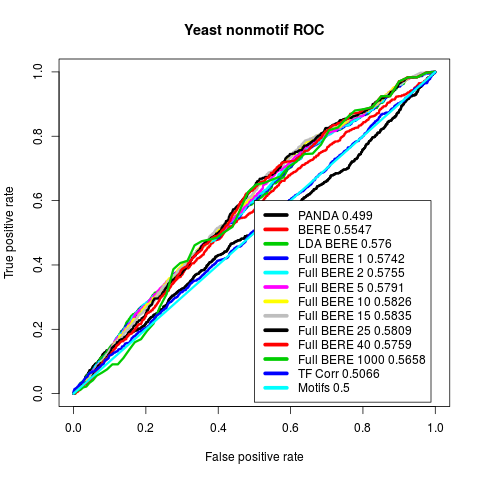 Yeast nonmotif ROC
True positive rate
1.0
0.8
0.6
0.4
0.2
0.0
PANDA 0.499
BERE 0.5547
LDA BERE 0.576
Full BERE 1 0.5742
Full BERE 2 0.5755
Full BERE 5 0.5791
Full BERE 10 0.5826
Full BERE 15 0.5835
Full BERE 25 0.5809
Full BERE 40 0.5759
Full BERE 1000 0.5658
TF Corr 0.5066
Motifs 0.5
0.0 0.2 0.4 0.6 0.8 1.0
False positive rate